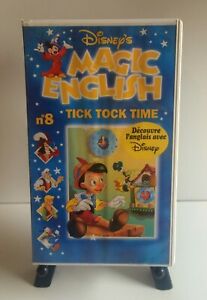 DISNEY'S
MAGIC
ENGLISH
n°8 TICK TOCK TIME
Découvre
l'anglais avec
Disney